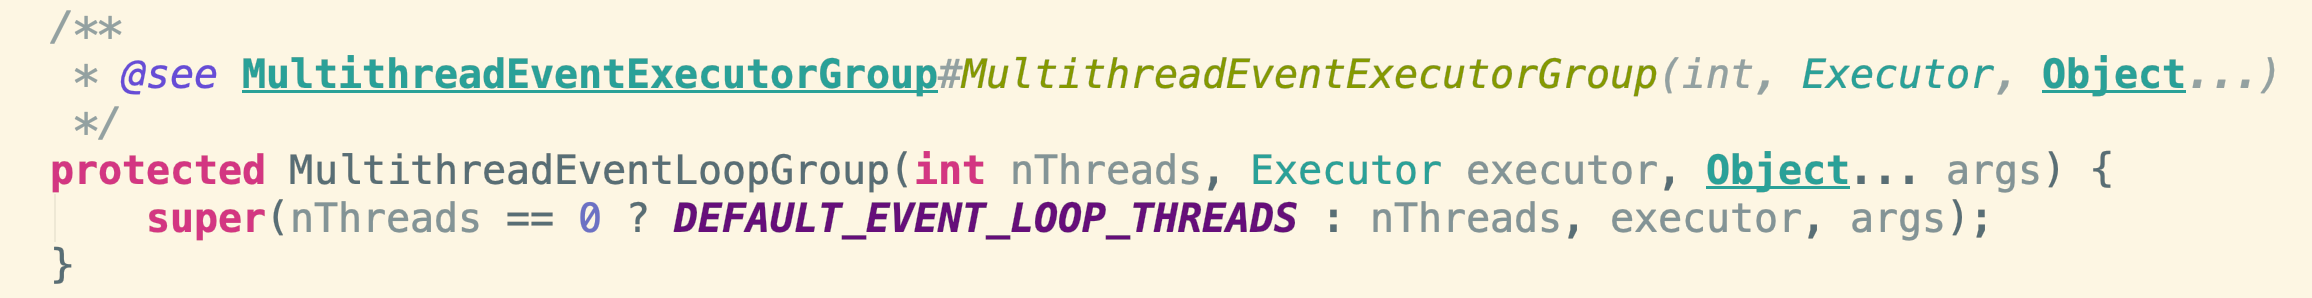 /**
 * @see MultithreadEventExecutorGroup#MultithreadEventExecutorGroup(int, Executor, Object...)
 */
protected MultithreadEventLoopGroup(int nThreads, Executor executor, Object... args) {
    super(nThreads == 0 ? DEFAULT_EVENT_LOOP_THREADS : nThreads, executor, args);
}